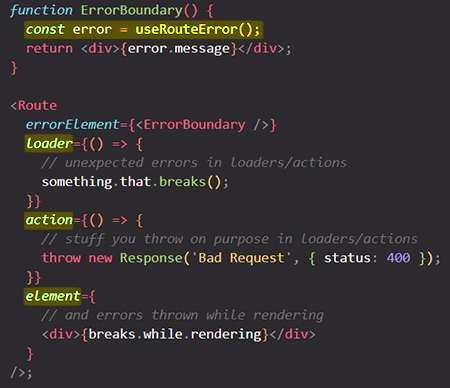 function ErrorBoundary() {
  const error = useRouteError();
  return <div>{error.message}</div>;
}

<Route
  errorElement={<ErrorBoundary />}
  loader={() => {
    // unexpected errors in loaders/actions
    something.that.breaks();
  }}
  action={() => {
    // stuff you throw on purpose in loaders/actions
    throw new Response('Bad Request', { status: 400 });
  }}
  element={
    // and errors thrown while rendering
    <div>{breaks.while.rendering}</div>
  }
/>;